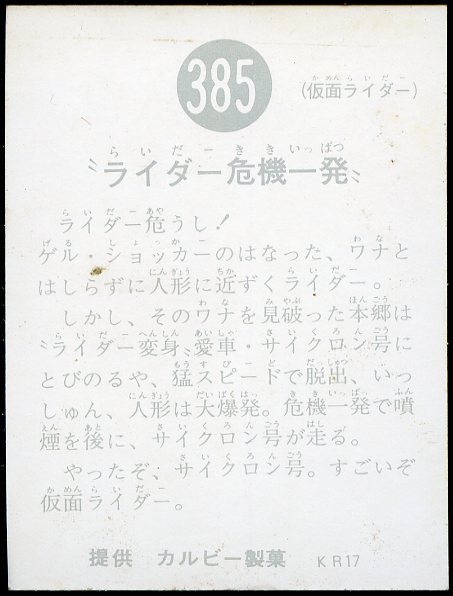 385
(仮面ライダー)
〝ライダー危機一発〟
ライダー危うし!
ゲル・ショッカーのはなった、ワナと
はしらずに人形に近ずくライダー。
しかし、そのワナを見破った本郷は
〝ライダー変身〟愛車・サイクロン号に
とびのるや、猛スピードで脱出、いっ
しゅん、人形は大爆発。危機一発で噴
煙を後に、サイクロン号が走る。
やったぞ、サイクロン号。すごいぞ
仮面ライダー。
提供 カルビー製菓 KR17